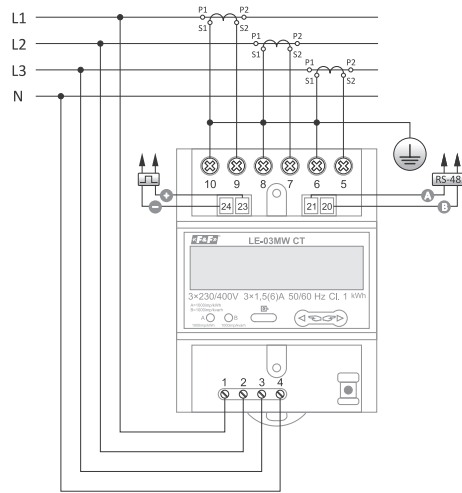 L1
P1 P2
S1 S2
L2
P1 P2
S1 S2
L3
P1 P2
S1 S2
N
10 9 8 7 6 5
RS-48
+
A
−
B
24 23
21 20
F&F
LE-03MW CT
3×230/400V 3×1,5(6)A 50/60 Hz Cl. 1 kWh
A B
1 2 3 4